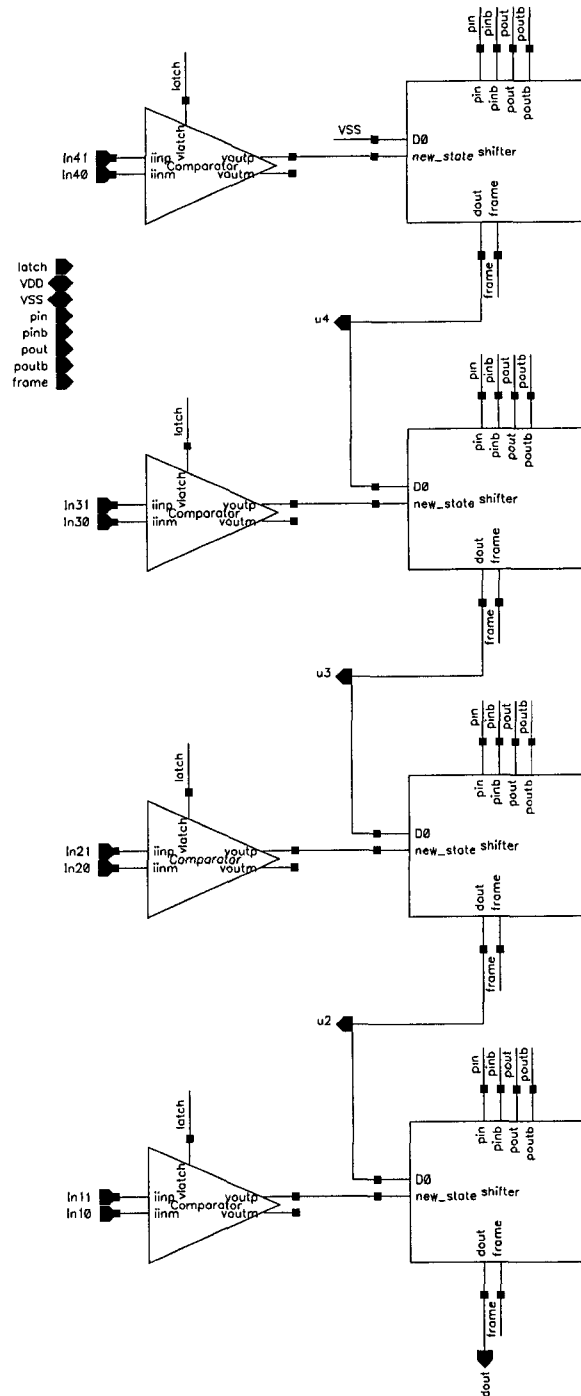 pin
pinb
pout
poutb
latch
pin
pinb
pout
poutb
VSS
In41
In40
iinp
iinm
vlatch
Comparator
voutp
voutm
D0
new_state
shifter
dout
frame
frame
latch
VDD
VSS
pin
pinb
pout
poutb
frame
u4
pin
pinb
pout
poutb
latch
pin
pinb
pout
poutb
In31
In30
iinp
iinm
vlatch
Comparator
voutp
voutm
D0
new_state
shifter
dout
frame
frame
u3
pin
pinb
pout
poutb
latch
pin
pinb
pout
poutb
In21
In20
iinp
iinm
vlatch
Comparator
voutp
voutm
D0
new_state
shifter
dout
frame
frame
u2
pin
pinb
pout
poutb
latch
pin
pinb
pout
poutb
In11
In10
iinp
iinm
vlatch
Comparator
voutp
voutm
D0
new_state
shifter
dout
frame
frame
dout